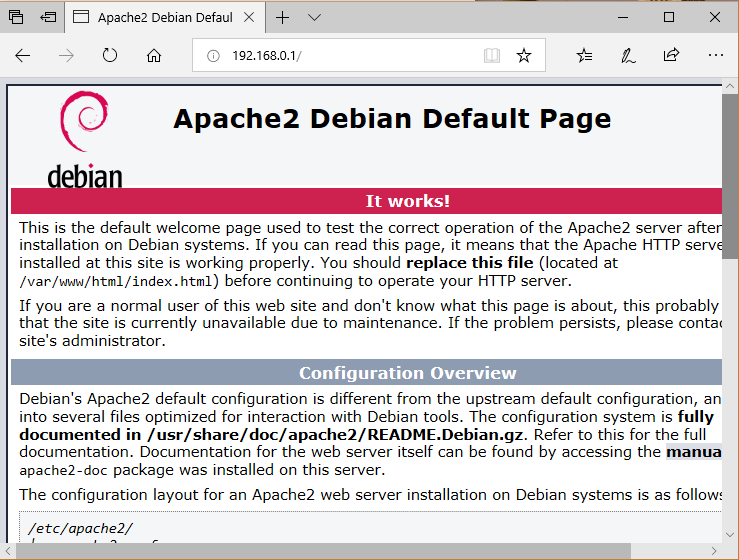 Apache2 Debian Defaul
192.168.0.1/
debian
Apache2 Debian Default Page
It works!
This is the default welcome page used to test the correct operation of the Apache2 server after
installation on Debian systems. If you can read this page, it means that the Apache HTTP serve
installed at this site is working properly. You should replace this file (located at
/var/www/html/index.html) before continuing to operate your HTTP server.
If you are a normal user of this web site and don't know what this page is about, this probably
that the site is currently unavailable due to maintenance. If the problem persists, please contac
site's administrator.
Configuration Overview
Debian's Apache2 default configuration is different from the upstream default configuration, an
into several files optimized for interaction with Debian tools. The configuration system is fully
documented in /usr/share/doc/apache2/README.Debian.gz. Refer to this for the full
documentation. Documentation for the web server itself can be found by accessing the manua
apache2-doc package was installed on this server.
The configuration layout for an Apache2 web server installation on Debian systems is as follows
/etc/apache2/